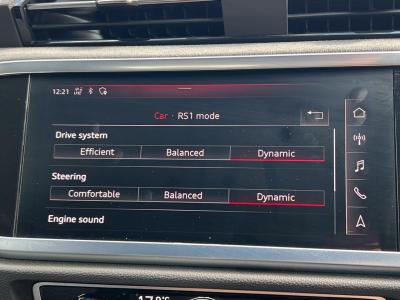 12:21
Car · RS1 mode
Drive system
Efficient Balanced Dynamic
Steering
Comfortable Balanced Dynamic
Engine sound